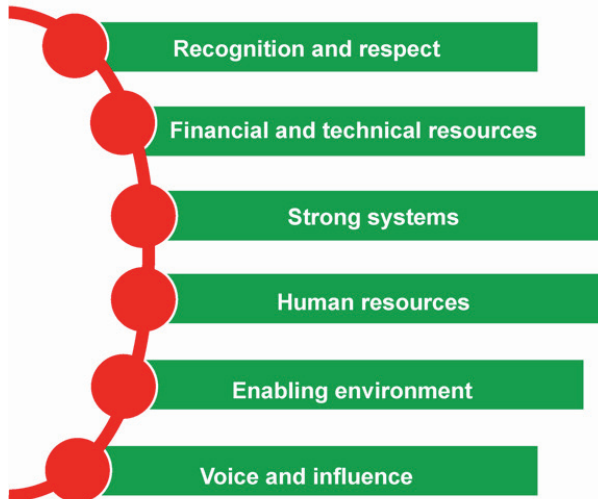 Recognition and respect
Financial and technical resources
Strong systems
Human resources
Enabling environment
Voice and influence